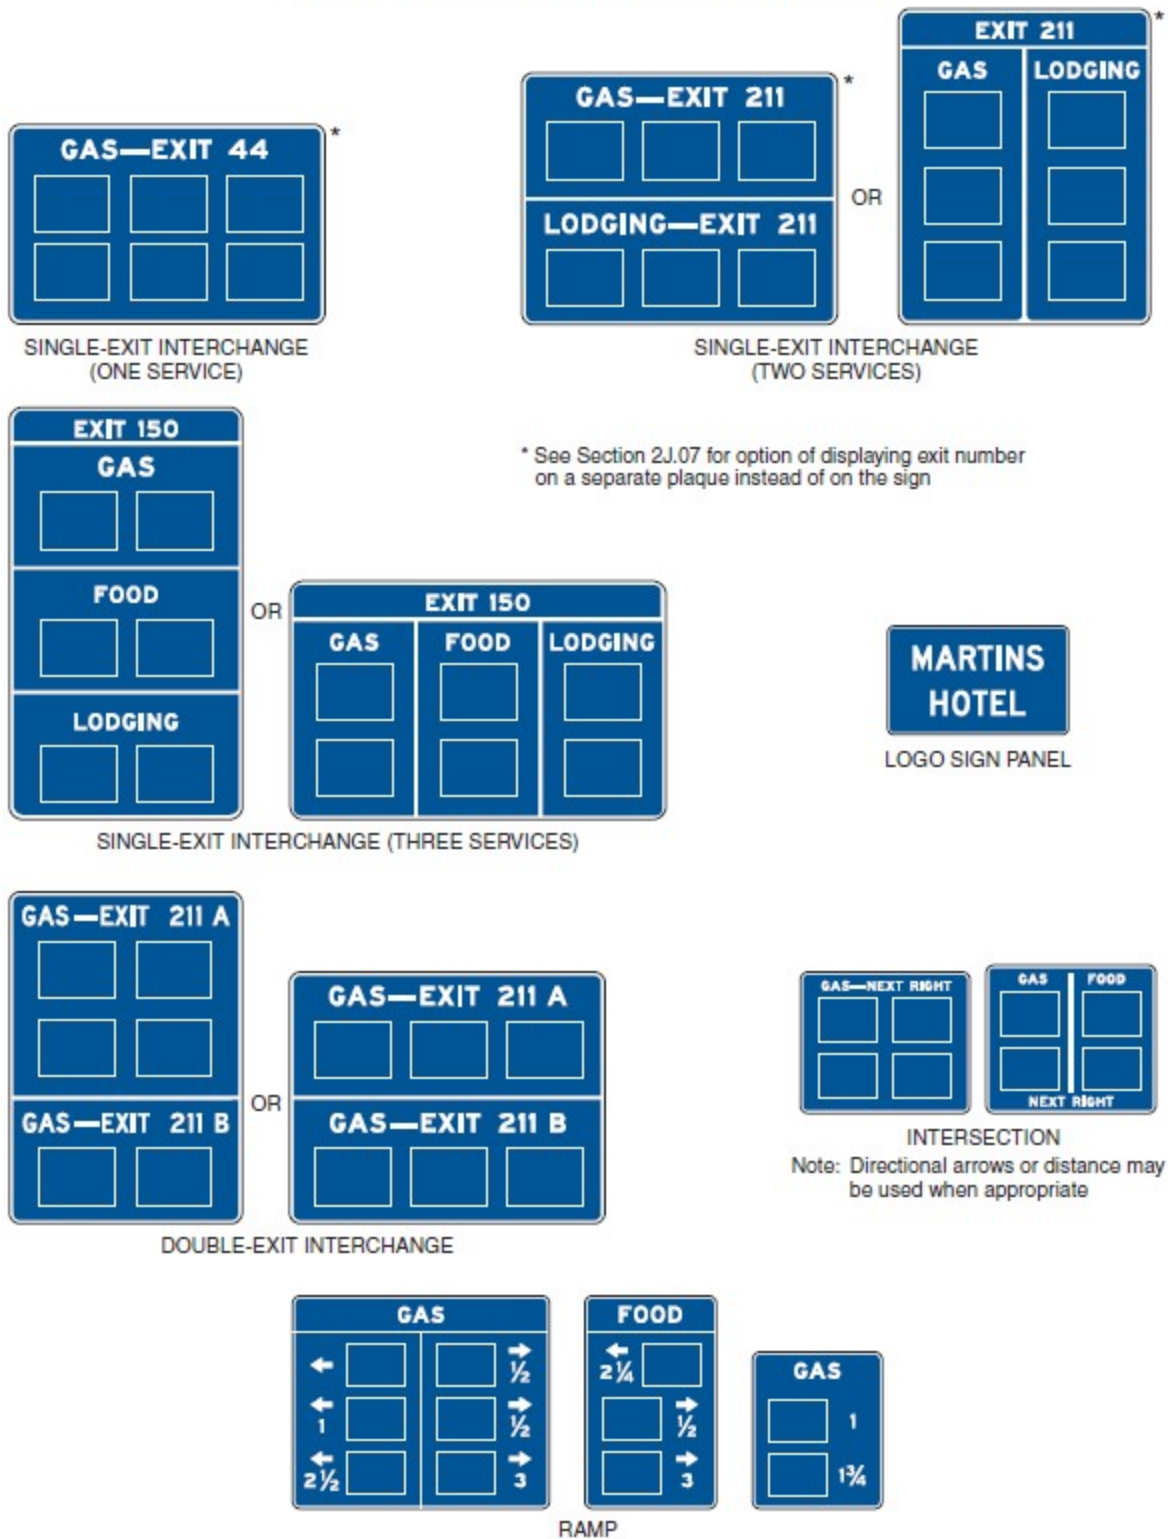 GAS—EXIT 44
*
SINGLE-EXIT INTERCHANGE
(ONE SERVICE)
GAS—EXIT 211
LODGING—EXIT 211
*
OR
EXIT 211
GAS
LODGING
*
SINGLE-EXIT INTERCHANGE
(TWO SERVICES)
* See Section 2J.07 for option of displaying exit number
on a separate plaque instead of on the sign
EXIT 150
GAS
FOOD
LODGING
OR
EXIT 150
GAS
FOOD
LODGING
SINGLE-EXIT INTERCHANGE (THREE SERVICES)
MARTINS
HOTEL
LOGO SIGN PANEL
GAS—EXIT 211 A
GAS—EXIT 211 B
OR
GAS—EXIT 211 A
GAS—EXIT 211 B
DOUBLE-EXIT INTERCHANGE
GAS—NEXT RIGHT
GAS
FOOD
NEXT RIGHT
INTERSECTION
Note: Directional arrows or distance may
be used when appropriate
GAS
← → ½
← 1 → ½
← 2½ → 3
FOOD
← 2¼
→ ½
→ 3
GAS
1
1¾
RAMP